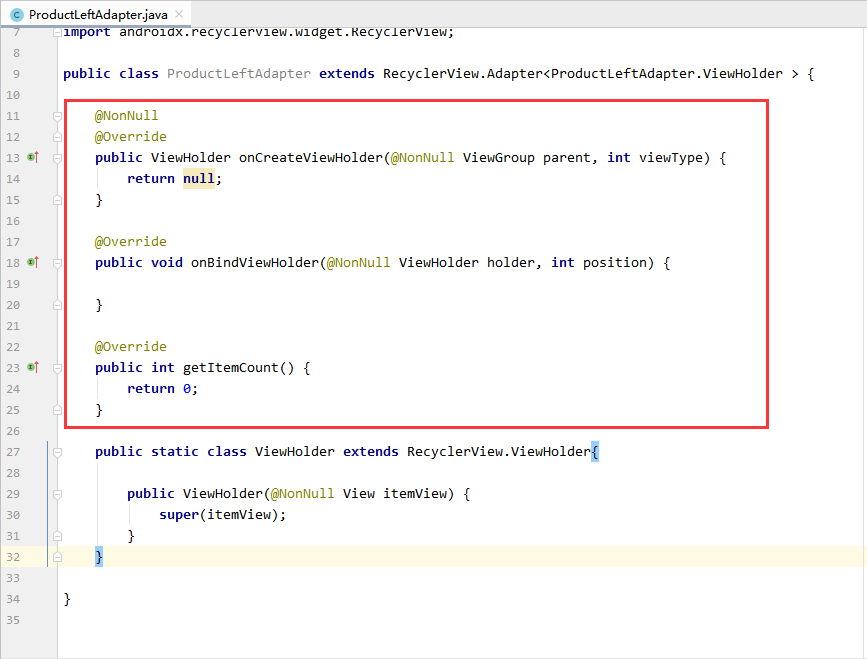 ProductLeftAdapter.java
7 import androidx.recyclerview.widget.RecyclerView;
8
9 public class ProductLeftAdapter extends RecyclerView.Adapter<ProductLeftAdapter.ViewHolder > {
10
11 @NonNull
12 @Override
13 public ViewHolder onCreateViewHolder(@NonNull ViewGroup parent, int viewType) {
14 return null;
15 }
16
17 @Override
18 public void onBindViewHolder(@NonNull ViewHolder holder, int position) {
19
20 }
21
22 @Override
23 public int getItemCount() {
24 return 0;
25 }
26
27 public static class ViewHolder extends RecyclerView.ViewHolder{
28
29 public ViewHolder(@NonNull View itemView) {
30 super(itemView);
31 }
32 }
33
34 }
35